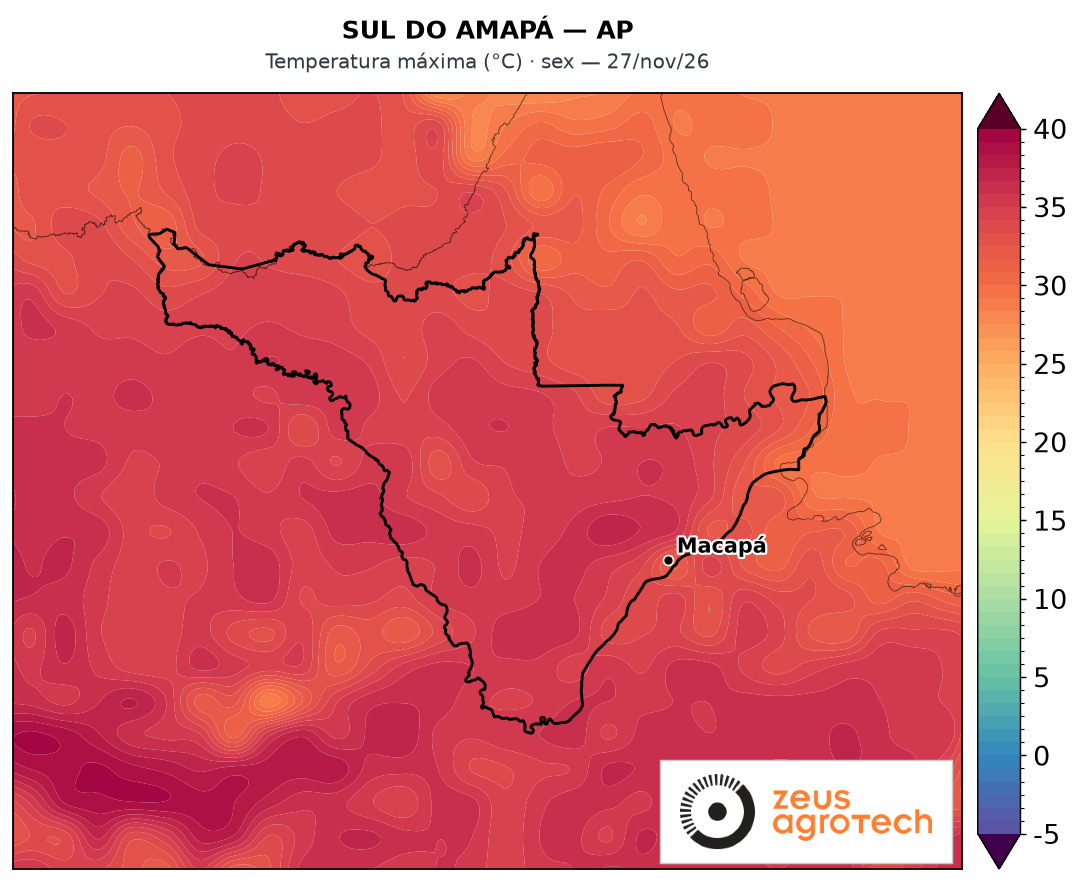 SUL DO AMAPÁ — AP
Temperatura máxima (°C) · sex — 27/nov/26
40
35
30
25
20
15
10
5
0
-5
Macapá
zeus
agrotech